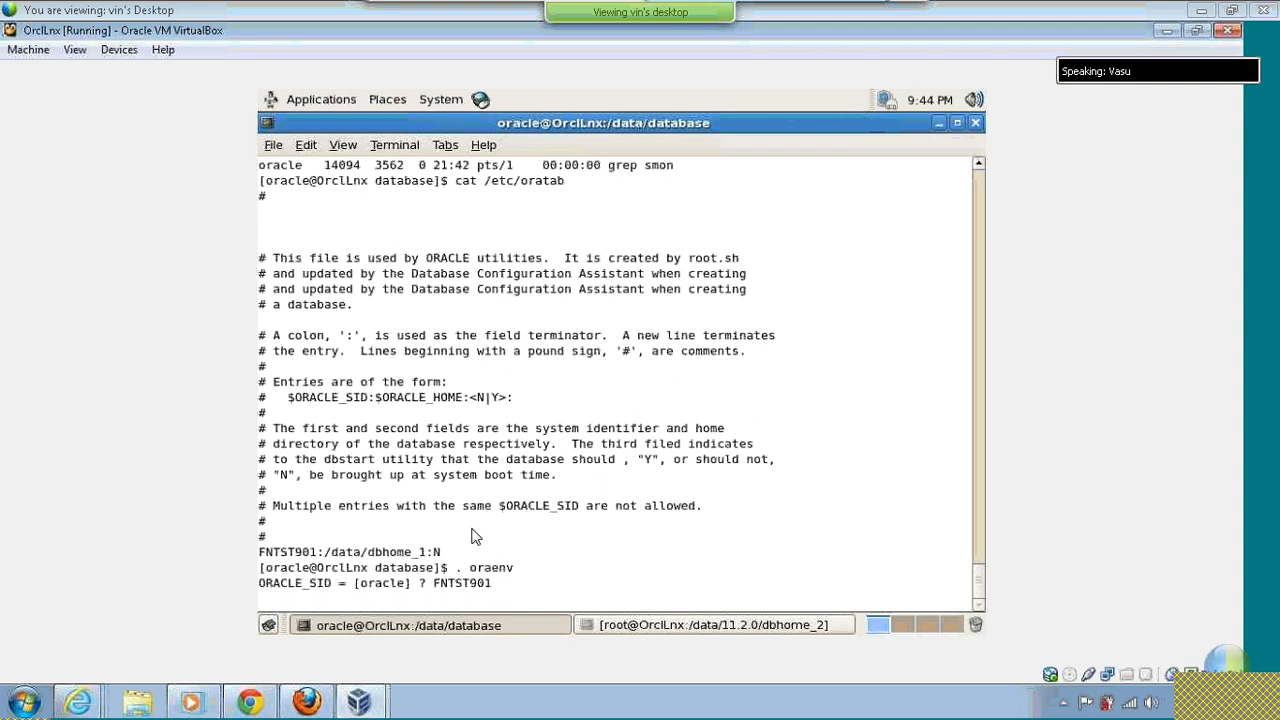 You are viewing: vin's Desktop
Viewing vin's desktop
OrclLnx [Running] - Oracle VM VirtualBox
Machine View Devices Help
Speaking: Vasu
Applications Places System
9:44 PM
oracle@OrclLnx:/data/database
File Edit View Terminal Tabs Help
oracle   14094  3562  0 21:42 pts/1    00:00:00 grep smon
[oracle@OrclLnx database]$ cat /etc/oratab
#
# This file is used by ORACLE utilities.  It is created by root.sh
# and updated by the Database Configuration Assistant when creating
# and updated by the Database Configuration Assistant when creating
# a database.
# A colon, ':', is used as the field terminator.  A new line terminates
# the entry.  Lines beginning with a pound sign, '#', are comments.
#
# Entries are of the form:
#   $ORACLE_SID:$ORACLE_HOME:<N|Y>:
#
# The first and second fields are the system identifier and home
# directory of the database respectively.  The third filed indicates
# to the dbstart utility that the database should , "Y", or should not,
# "N", be brought up at system boot time.
#
# Multiple entries with the same $ORACLE_SID are not allowed.
#
#
FNTST901:/data/dbhome_1:N
[oracle@OrclLnx database]$ . oraenv
ORACLE_SID = [oracle] ? FNTST901
oracle@OrclLnx:/data/database
[root@OrclLnx:/data/11.2.0/dbhome_2]